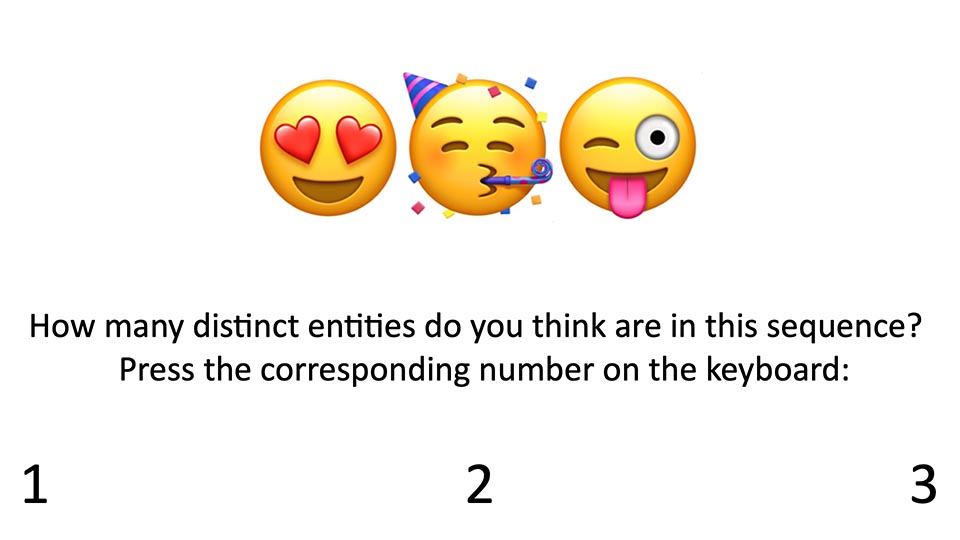 How many distinct entities do you think are in this sequence?
Press the corresponding number on the keyboard:
1 2 3